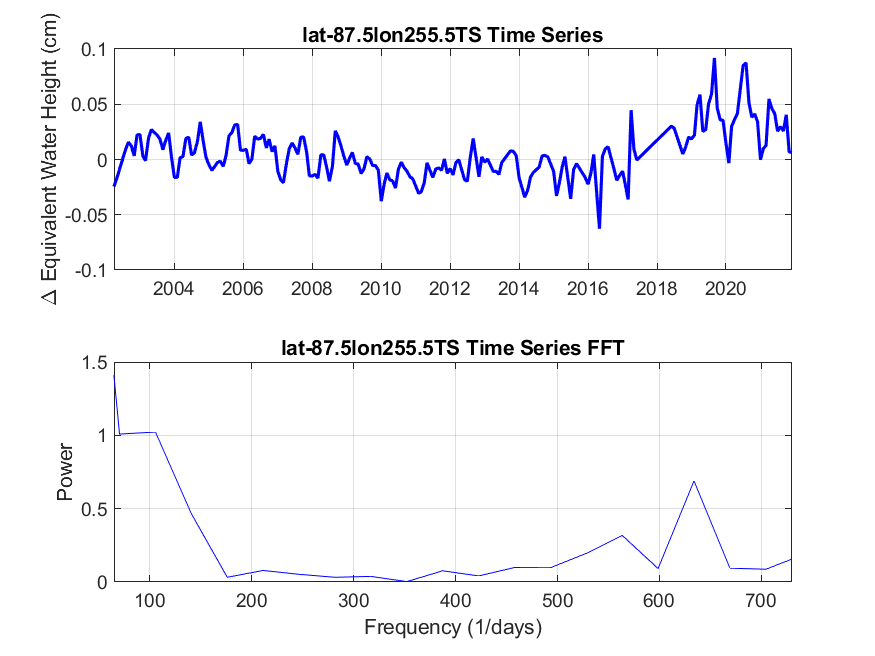 lat-87.5lon255.5TS Time Series
Δ Equivalent Water Height (cm)
0.1
0.05
0
-0.05
-0.1
2004 2006 2008 2010 2012 2014 2016 2018 2020
lat-87.5lon255.5TS Time Series FFT
Power
1.5
1
0.5
0
100 200 300 400 500 600 700
Frequency (1/days)